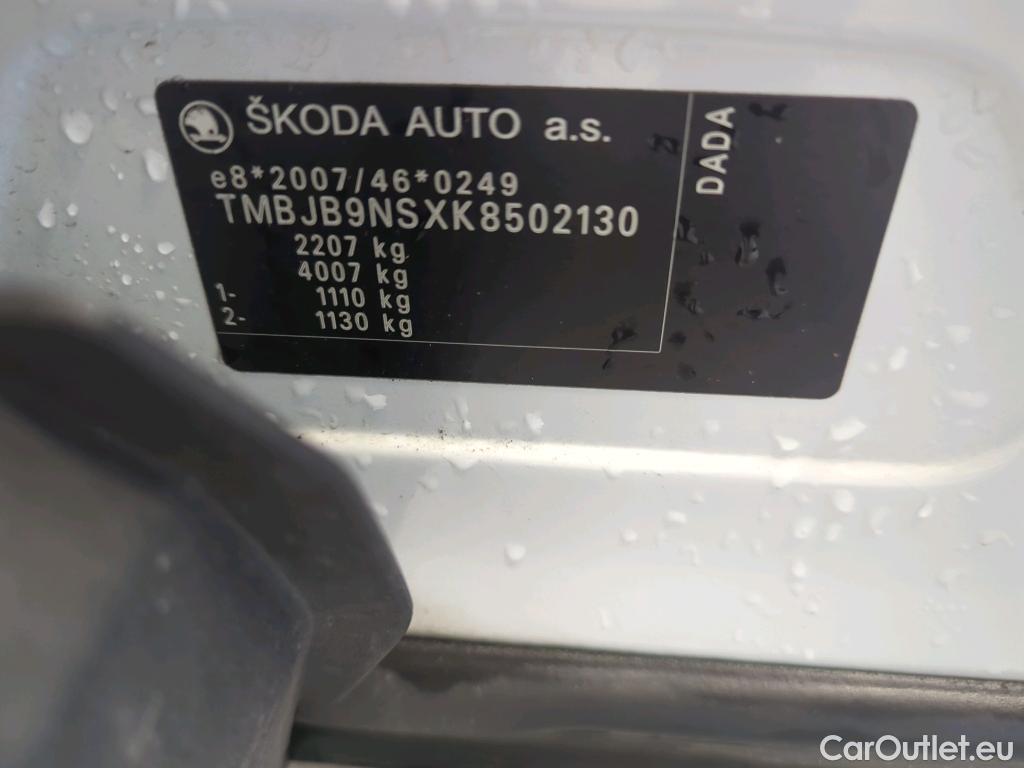 ŠKODA AUTO a.s.
e8*2007/46*0249
TMBJB9NSXK8502130
2207 kg
4007 kg
1- 1110 kg
2- 1130 kg
DADA
CarOutlet.eu